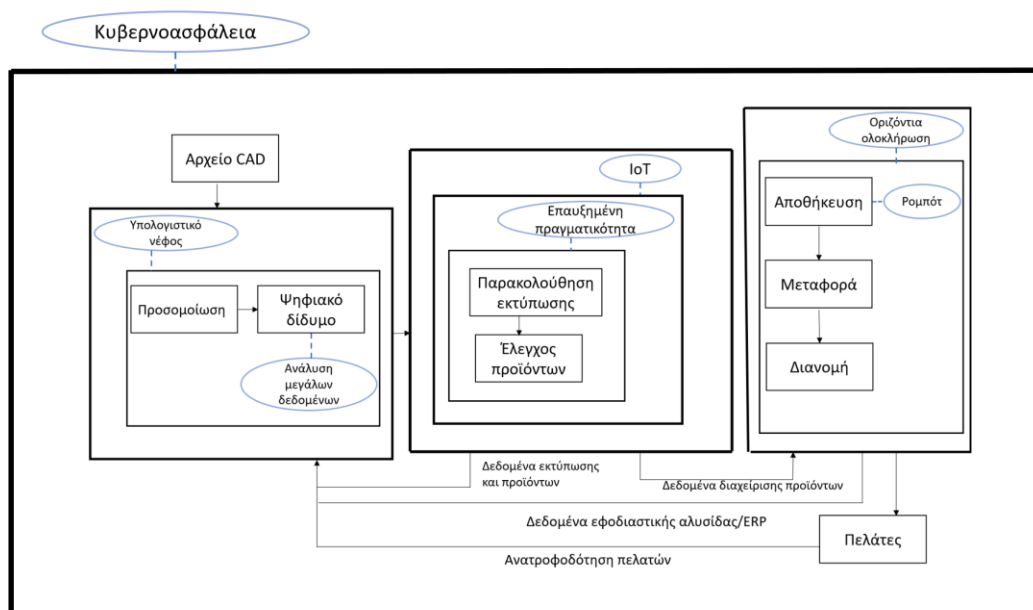 Κυβερνοασφάλεια
Αρχείο CAD
Υπολογιστικό
νέφος
Προσομοίωση
Ψηφιακό
δίδυμο
Ανάλυση
μεγάλων
δεδομένων
IoT
Επαυξημένη
πραγματικότητα
Παρακολούθηση
εκτύπωσης
Έλεγχος
προϊόντων
Οριζόντια
ολοκλήρωση
Αποθήκευση
Ρομπότ
Μεταφορά
Διανομή
Δεδομένα εκτύπωσης
και προϊόντων
Δεδομένα διαχείρισης προϊόντων
Δεδομένα εφοδιαστικής αλυσίδας/ERP
Πελάτες
Ανατροφοδότηση πελατών